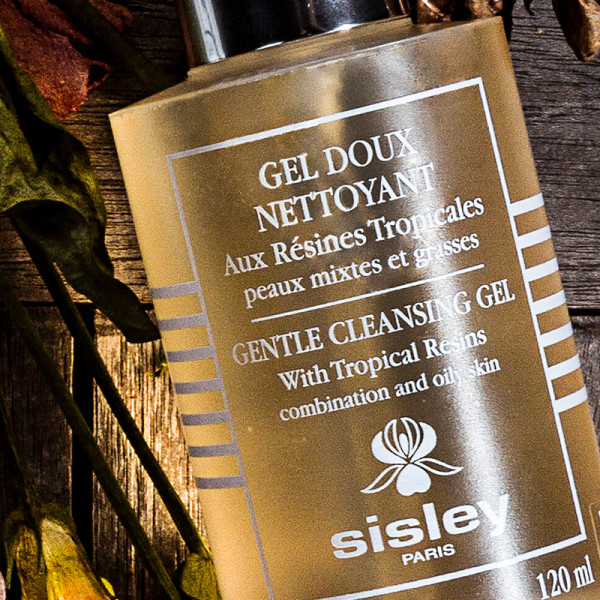 GEL DOUX
NETTOYANT
Aux Résines Tropicales
peaux mixtes et grasses
GENTLE CLEANSING GEL
With Tropical Resins
combination and oily skin
sisley
PARIS
120 ml